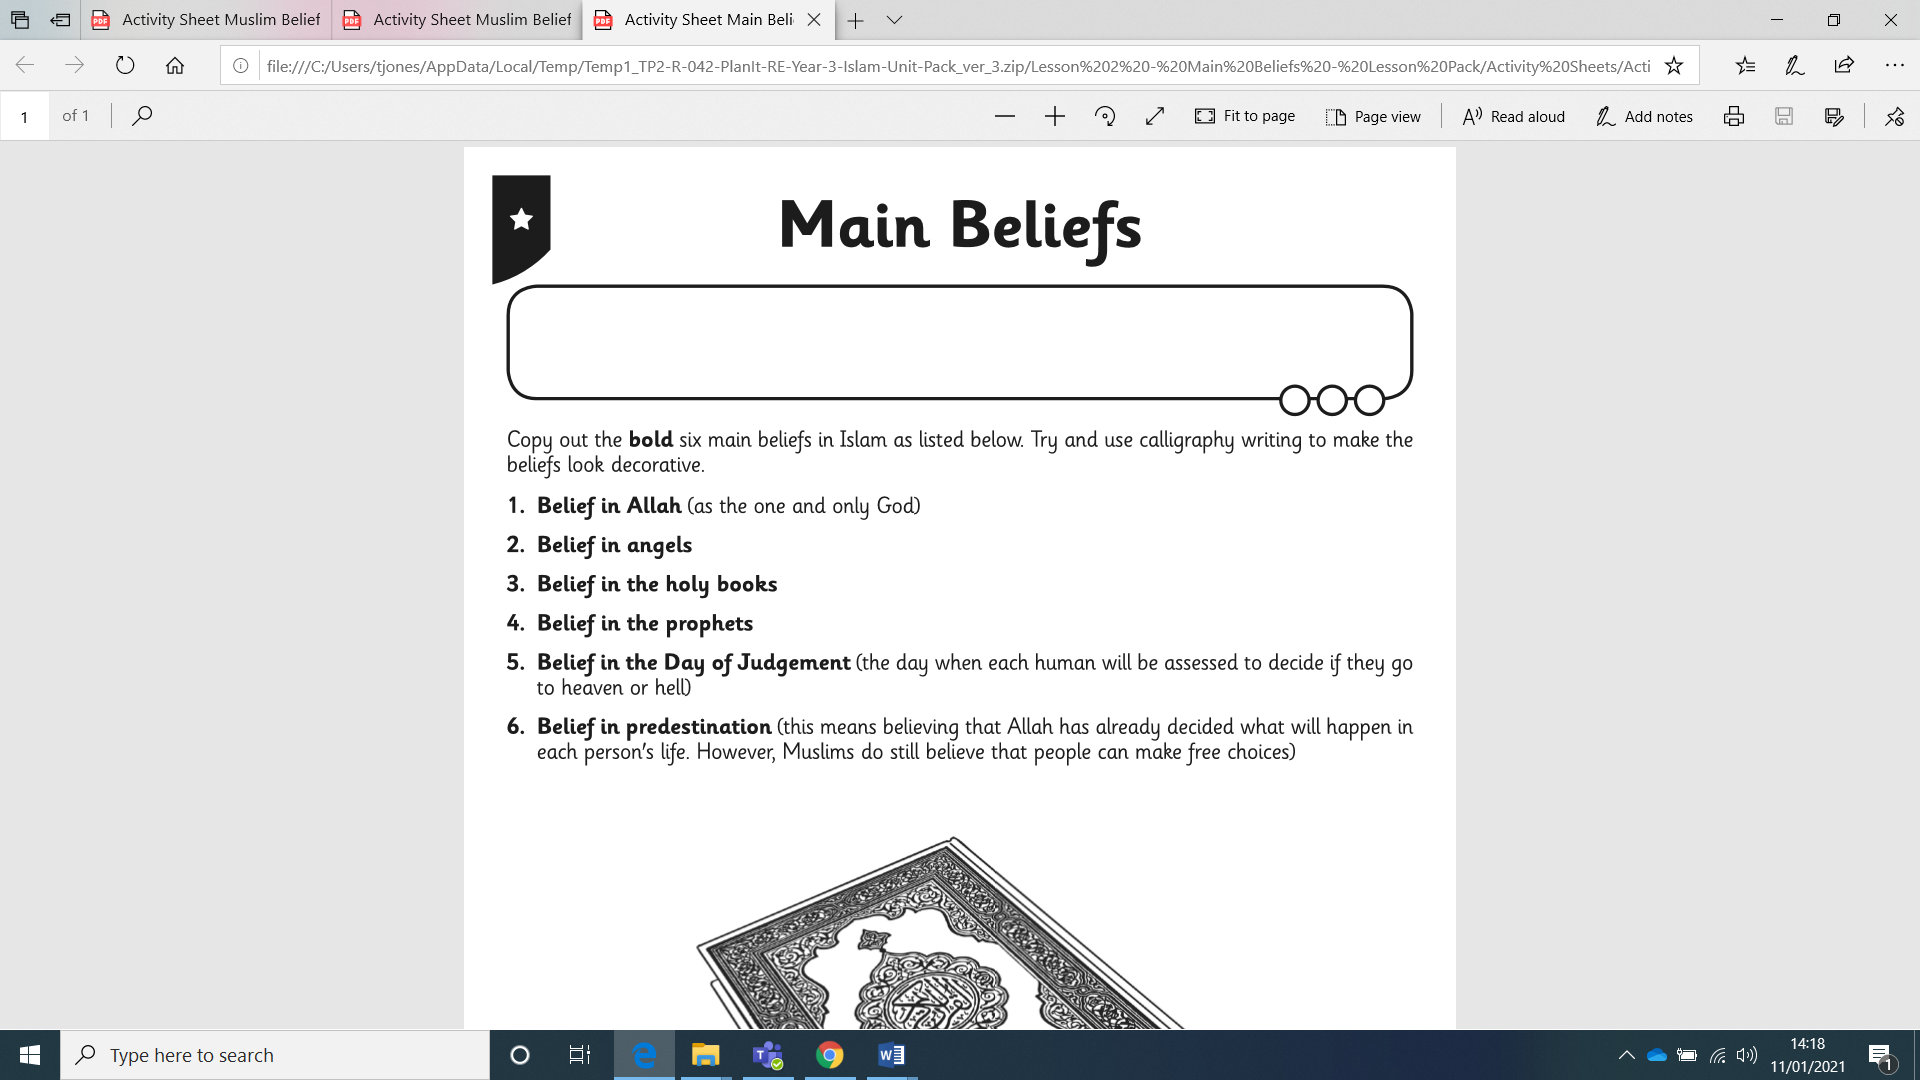 Activity Sheet Muslim Belief
Activity Sheet Muslim Belief
Activity Sheet Main Beli
file:///C:/Users/tjones/AppData/Local/Temp/Temp1_TP2-R-042-PlanIt-RE-Year-3-Islam-Unit-Pack_ver_3.zip/Lesson%202%20-%20Main%20Beliefs%20-%20Lesson%20Pack/Activity%20Sheets/Acti
1 of 1
Fit to page
Page view
Read aloud
Add notes
Main Beliefs
Copy out the bold six main beliefs in Islam as listed below. Try and use calligraphy writing to make the
beliefs look decorative.
1. Belief in Allah (as the one and only God)
2. Belief in angels
3. Belief in the holy books
4. Belief in the prophets
5. Belief in the Day of Judgement (the day when each human will be assessed to decide if they go
to heaven or hell)
6. Belief in predestination (this means believing that Allah has already decided what will happen in
each person's life. However, Muslims do still believe that people can make free choices)
Type here to search
14:18
11/01/2021
1